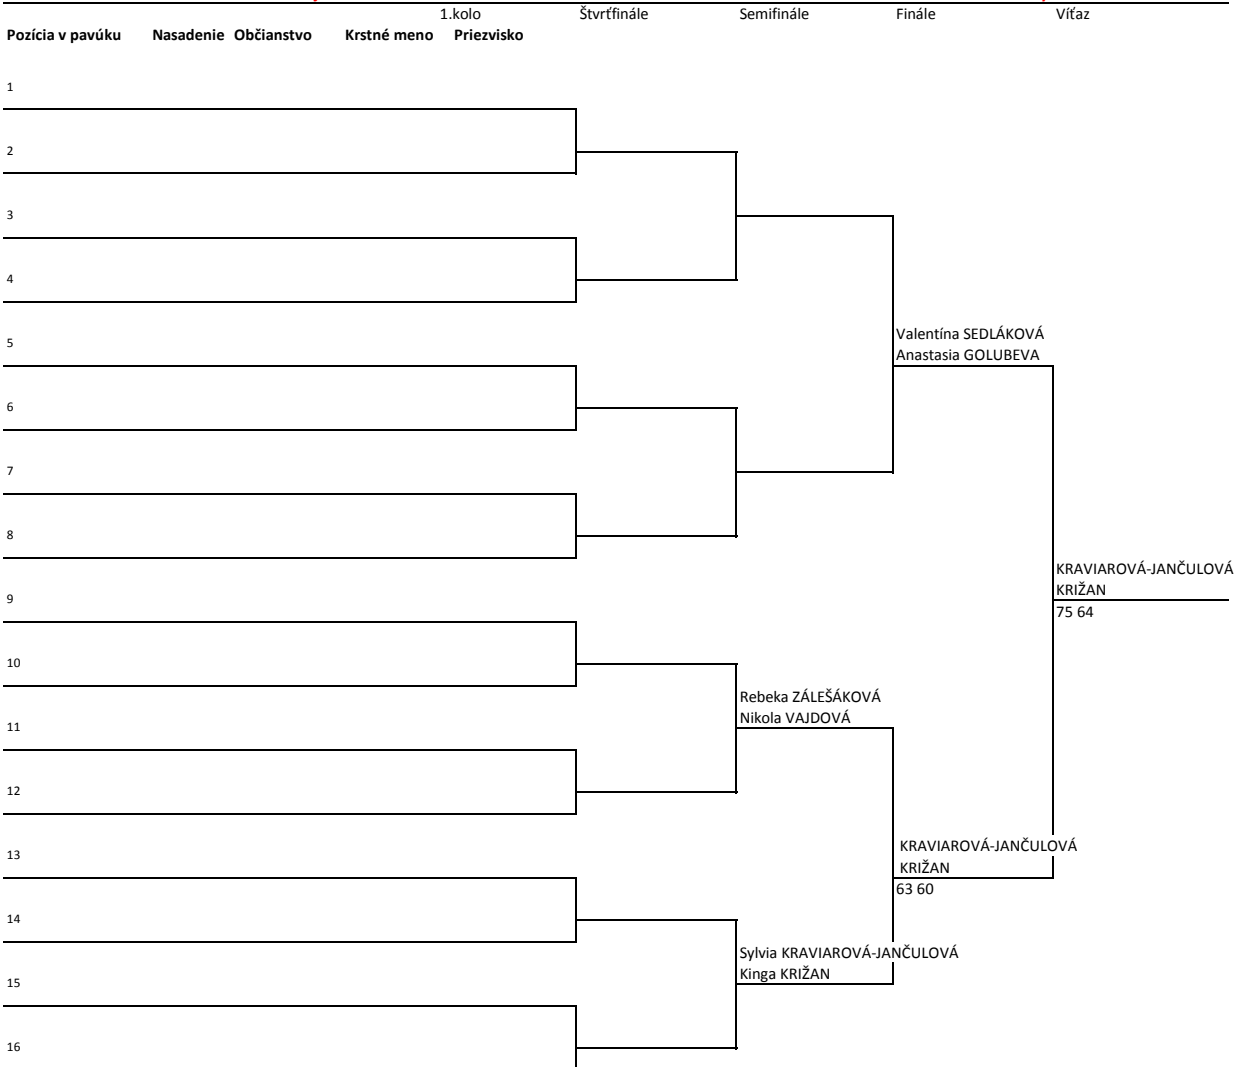 1.kolo Štvrťfinále Semifinále Finále Víťaz
Pozícia v pavúku Nasadenie Občianstvo Krstné meno Priezvisko
1
2
3
4
5
Valentína SEDLÁKOVÁ
Anastasia GOLUBEVA
6
7
8
KRAVIAROVÁ-JANČULOVÁ
KRIŽAN
75 64
9
10
Rebeka ZÁLEŠÁKOVÁ
Nikola VAJDOVÁ
11
12
13
KRAVIAROVÁ-JANČULOVÁ
KRIŽAN
63 60
14
Sylvia KRAVIAROVÁ-JANČULOVÁ
Kinga KRIŽAN
15
16